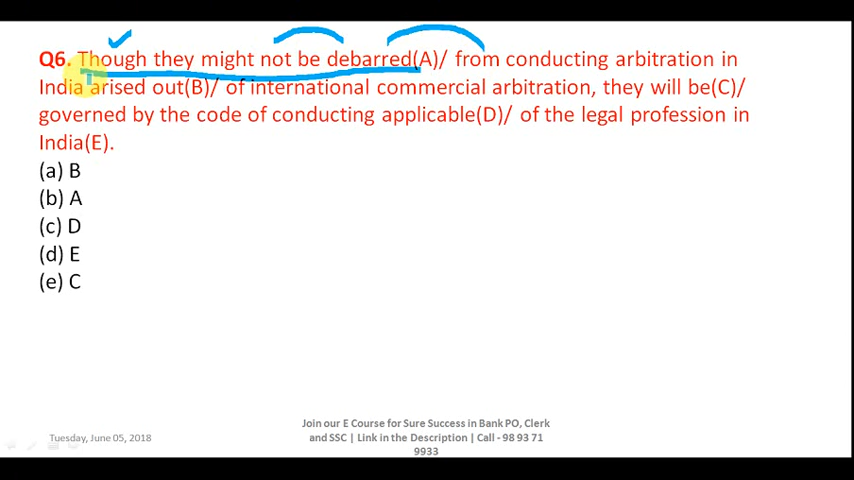 Q6. Though they might not be debarred(A)/ from conducting arbitration in
India arised out(B)/ of international commercial arbitration, they will be(C)/
governed by the code of conducting applicable(D)/ of the legal profession in
India(E).
(a) B
(b) A
(c) D
(d) E
(e) C
Tuesday, June 05, 2018
Join our E Course for Sure Success in Bank PO, Clerk
and SSC | Link in the Description | Call - 98 93 71
9933